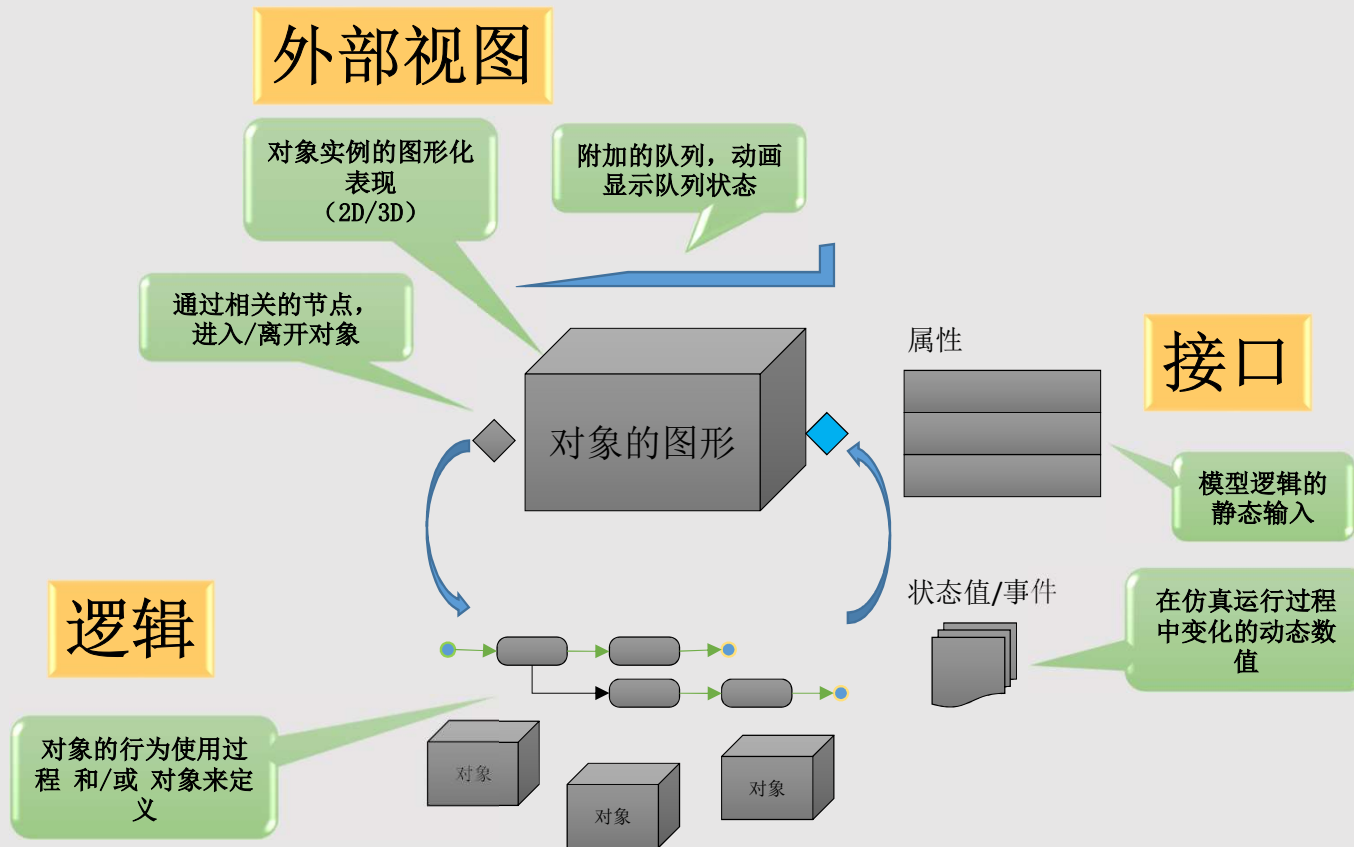 外部视图
对象实例的图形化
表现
（2D/3D）
附加的队列，动画
显示队列状态
通过相关的节点，
进入/离开对象
属性
接口
对象的图形
模型逻辑的
静态输入
逻辑
状态值/事件
在仿真运行过程
中变化的动态数
值
对象的行为使用过
程 和/或 对象来定
义
对象
对象
对象